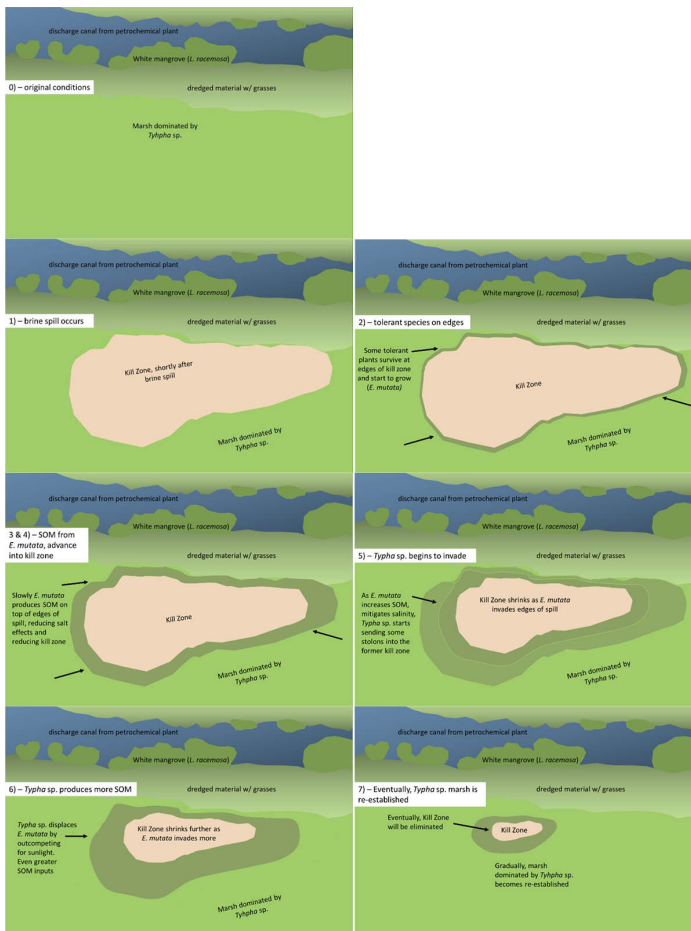 discharge canal from petrochemical plant
White mangrove (L. racemosa)
0) – original conditions
dredged material w/ grasses
Marsh dominated by
Tyhpha sp.
discharge canal from petrochemical plant
White mangrove (L. racemosa)
1) – brine spill occurs
dredged material w/ grasses
Kill Zone, shortly after
brine spill
Marsh dominated by
Tyhpha sp.
discharge canal from petrochemical plant
White mangrove (L. racemosa)
2) – tolerant species on edges
dredged material w/ grasses
Some tolerant
plants survive at
edges of kill zone
and start to grow
(E. mutata)
Kill Zone
Marsh dominated by
Tyhpha sp.
discharge canal from petrochemical plant
White mangrove (L. racemosa)
3 & 4) – SOM from
E. mutata, advance
into kill zone
dredged material w/ grasses
Slowly E. mutata
produces SOM on
top of edges of
spill, reducing salt
effects and
reducing kill zone
Kill Zone
Marsh dominated by
Tyhpha sp.
discharge canal from petrochemical plant
White mangrove (L. racemosa)
5) – Typha sp. begins to invade
dredged material w/ grasses
As E. mutata
increases SOM,
mitigates salinity,
Typha sp. starts
sending some
stolons into the
former kill zone
Kill Zone shrinks as E. mutata
invades edges of spill
Marsh dominated by
Tyhpha sp.
discharge canal from petrochemical plant
White mangrove (L. racemosa)
6) – Typha sp. produces more SOM
dredged material w/ grasses
Typha sp. displaces
E. mutata by
outcompeting
for sunlight.
Even greater
SOM inputs
Kill Zone shrinks further as
E. mutata invades more
Marsh dominated by
Tyhpha sp.
discharge canal from petrochemical plant
White mangrove (L. racemosa)
7) – Eventually, Typha sp. marsh is
re-established
dredged material w/ grasses
Eventually, Kill Zone
will be eliminated
Kill Zone
Gradually, marsh
dominated by Tyhpha sp.
becomes re-established